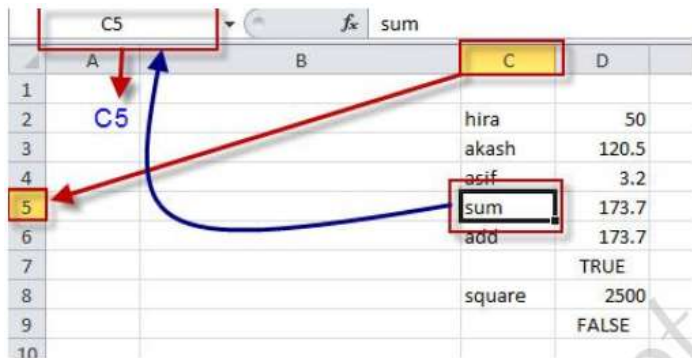 C5 fx sum
A B C D
1
2 C5 hira 50
3 akash 120.5
4 asif 3.2
5 sum 173.7
6 add 173.7
7 TRUE
8 square 2500
9 FALSE
10